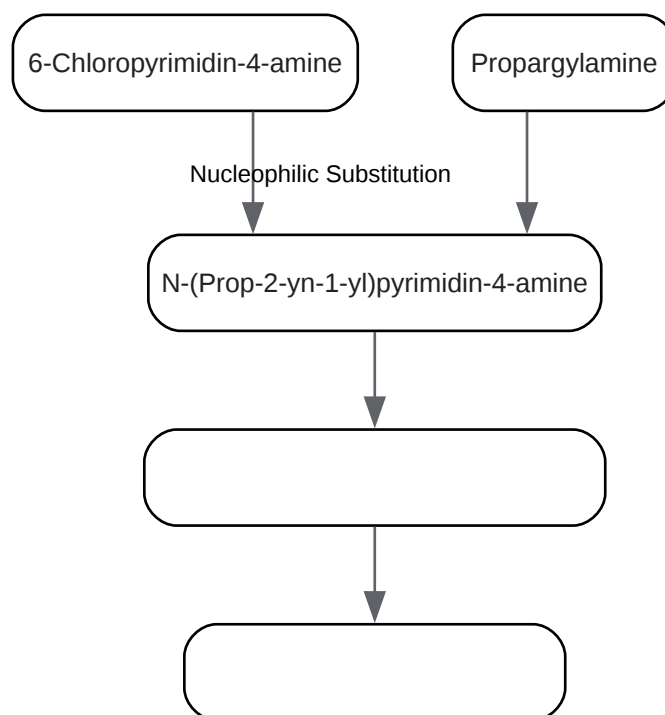 6-Chloropyrimidin-4-amine
Propargylamine
Nucleophilic Substitution
N-(Prop-2-yn-1-yl)pyrimidin-4-amine